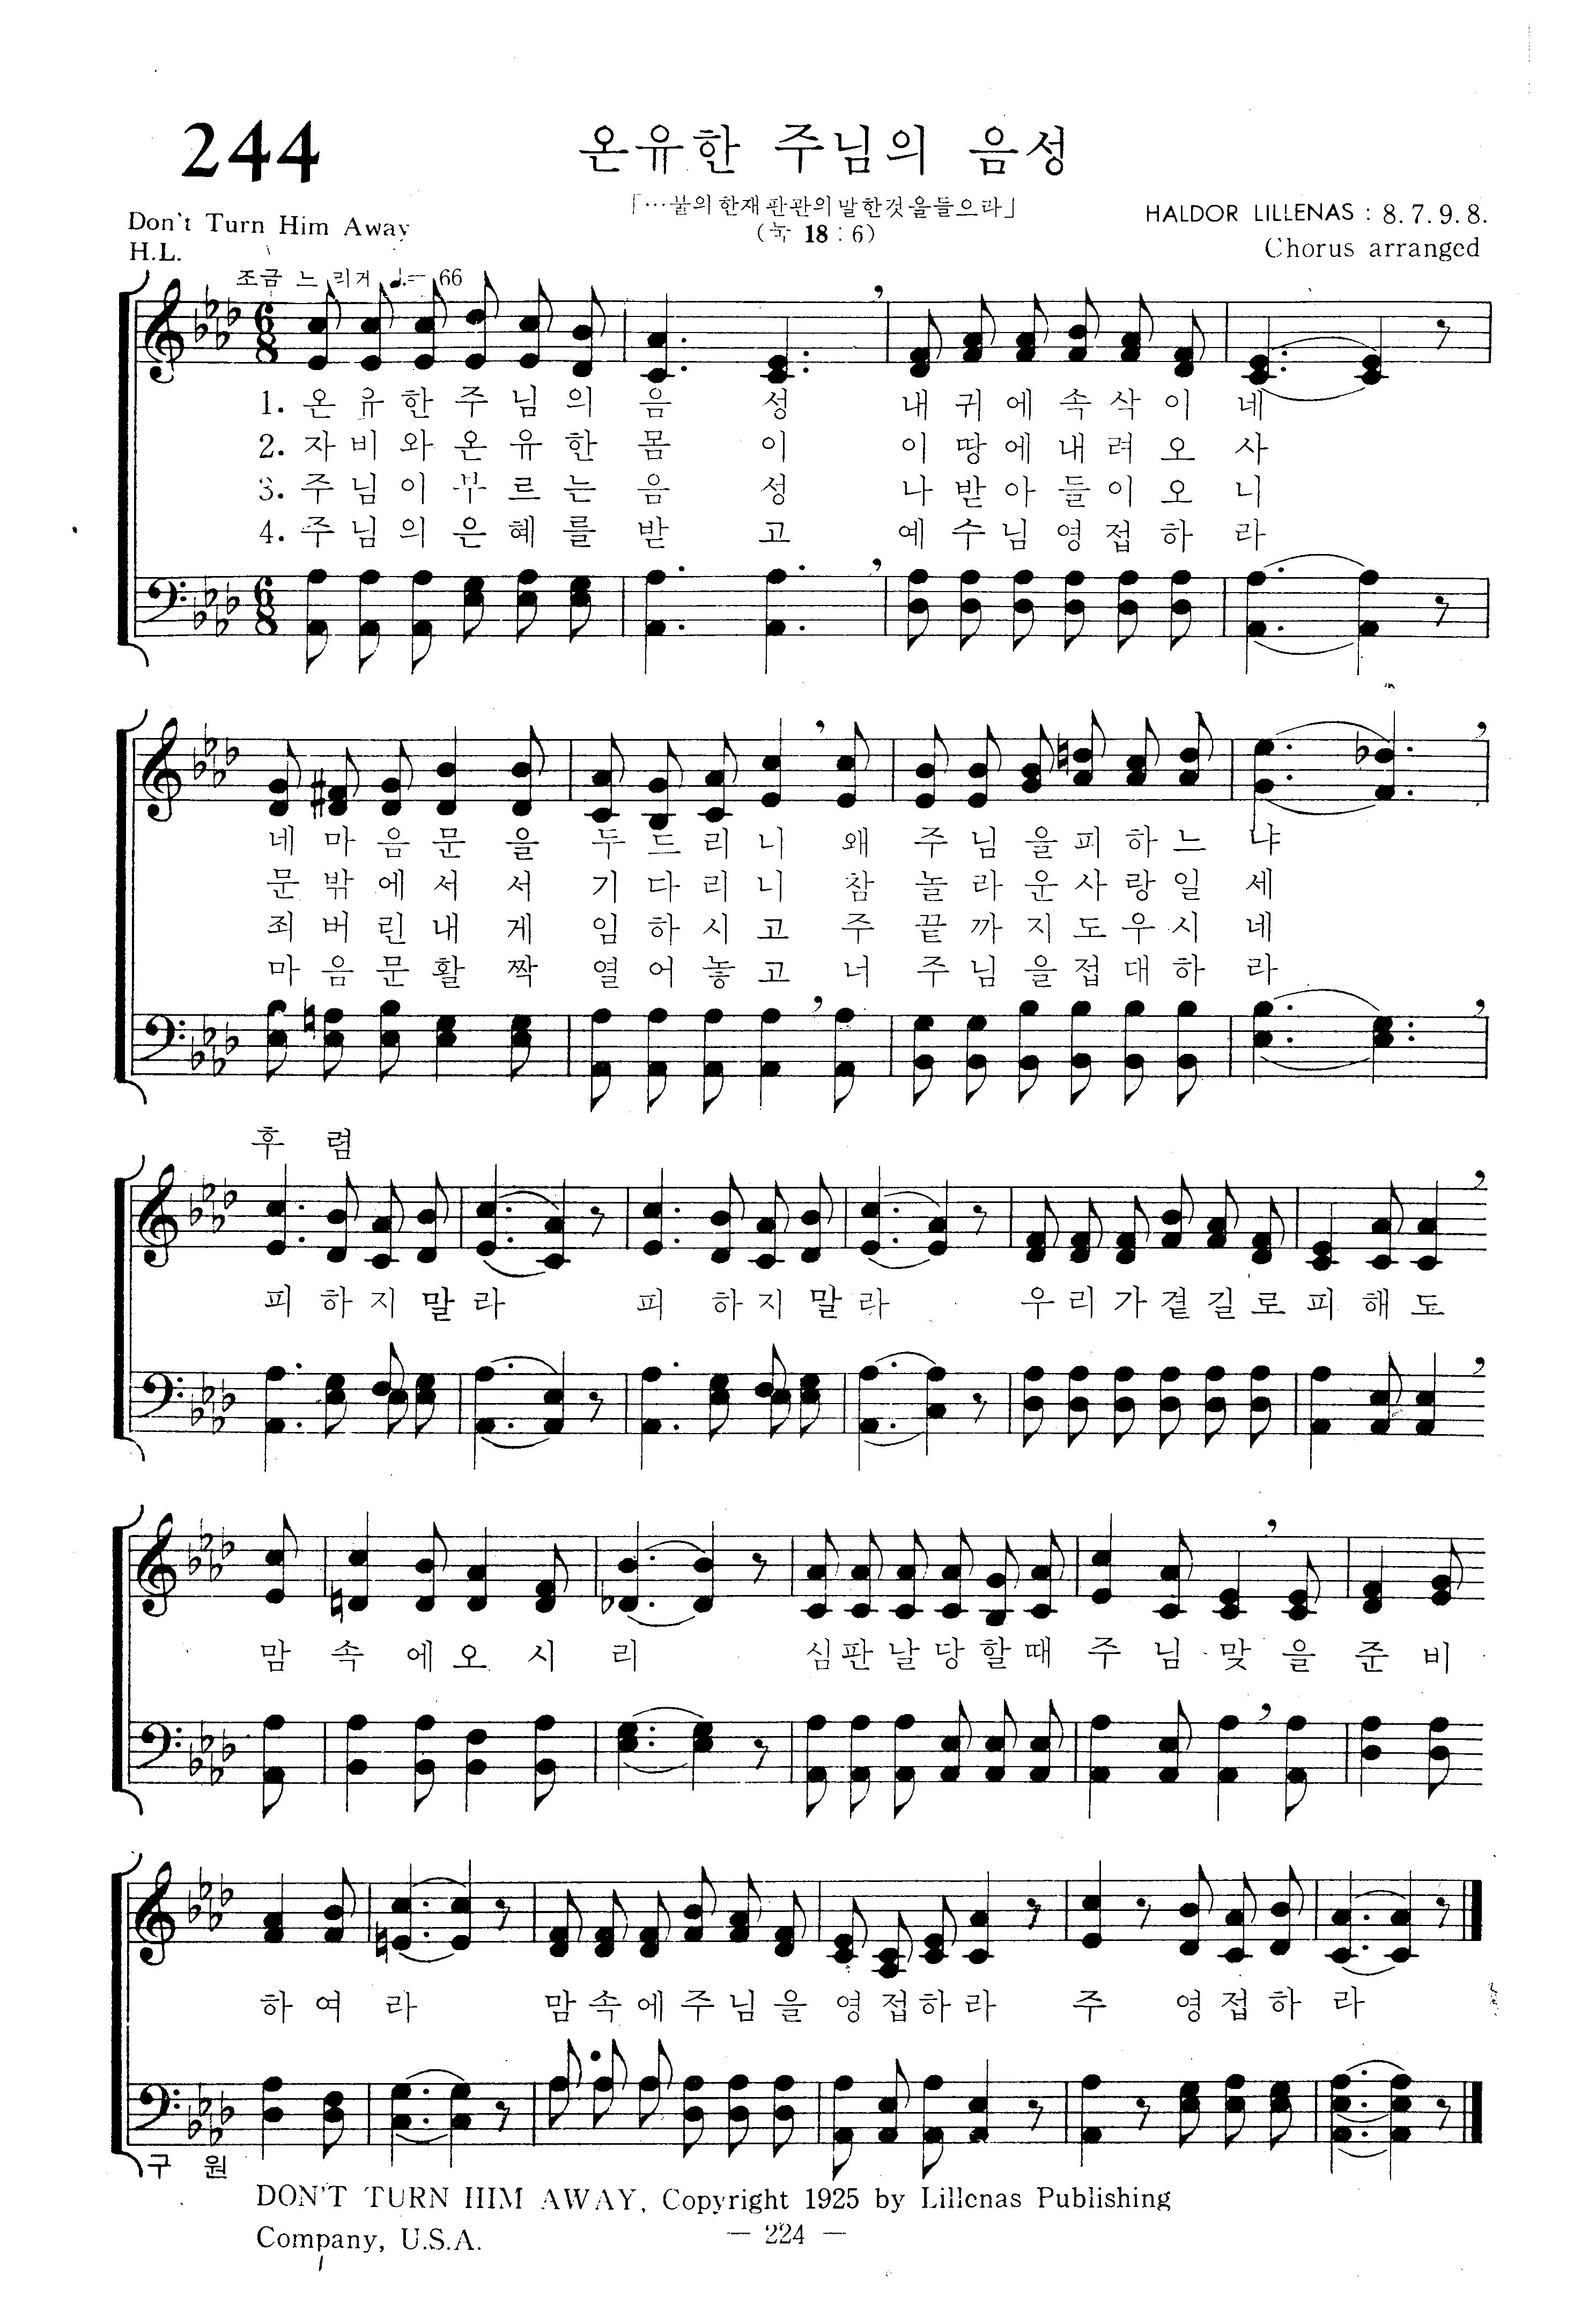 244
온유한 주님의 음성
「…불의한재판관의말한것을들으라」
(눅 18 : 6)
Don't Turn Him Away
H.L.
HALDOR LILLENAS : 8. 7. 9. 8.
Chorus arranged
조금 느리게 ♩.= 66
1. 온유한주님의음성 내귀에속삭이네
2. 자비와온유한몸이 이땅에내려오사
3. 주님이부르는음성 나받아들이오니
4. 주님의은혜를받고 예수님영접하라
네마음문을두드리니 왜주님을피하느냐
문밖에서서기다리니 참놀라운사랑일세
죄버린내게임하시고 주끝까지도우시네
마음문활짝열어놓고 너주님을접대하라
후 렴
피하지말라 피하지말라 우리가곁길로피해도
맘속에오시리 심판날당할때주님맞을준비
하여라 맘속에주님을영접하라 주영접하라
구 원
DON'T TURN HIM AWAY, Copyright 1925 by Lillenas Publishing
Company, U.S.A.
— 224 —